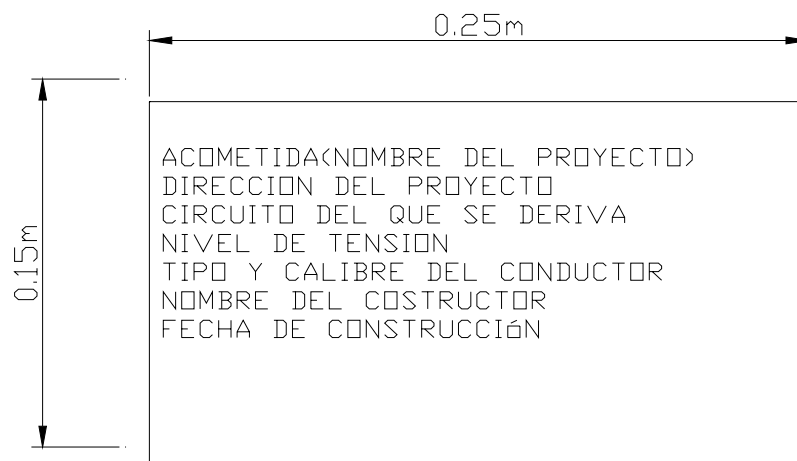 0.25m
0.15m
ACOMETIDA(NOMBRE DEL PROYECTO)
DIRECCION DEL PROYECTO
CIRCUITO DEL QUE SE DERIVA
NIVEL DE TENSION
TIPO Y CALIBRE DEL CONDUCTOR
NOMBRE DEL COSTRUCTOR
FECHA DE CONSTRUCCIóN